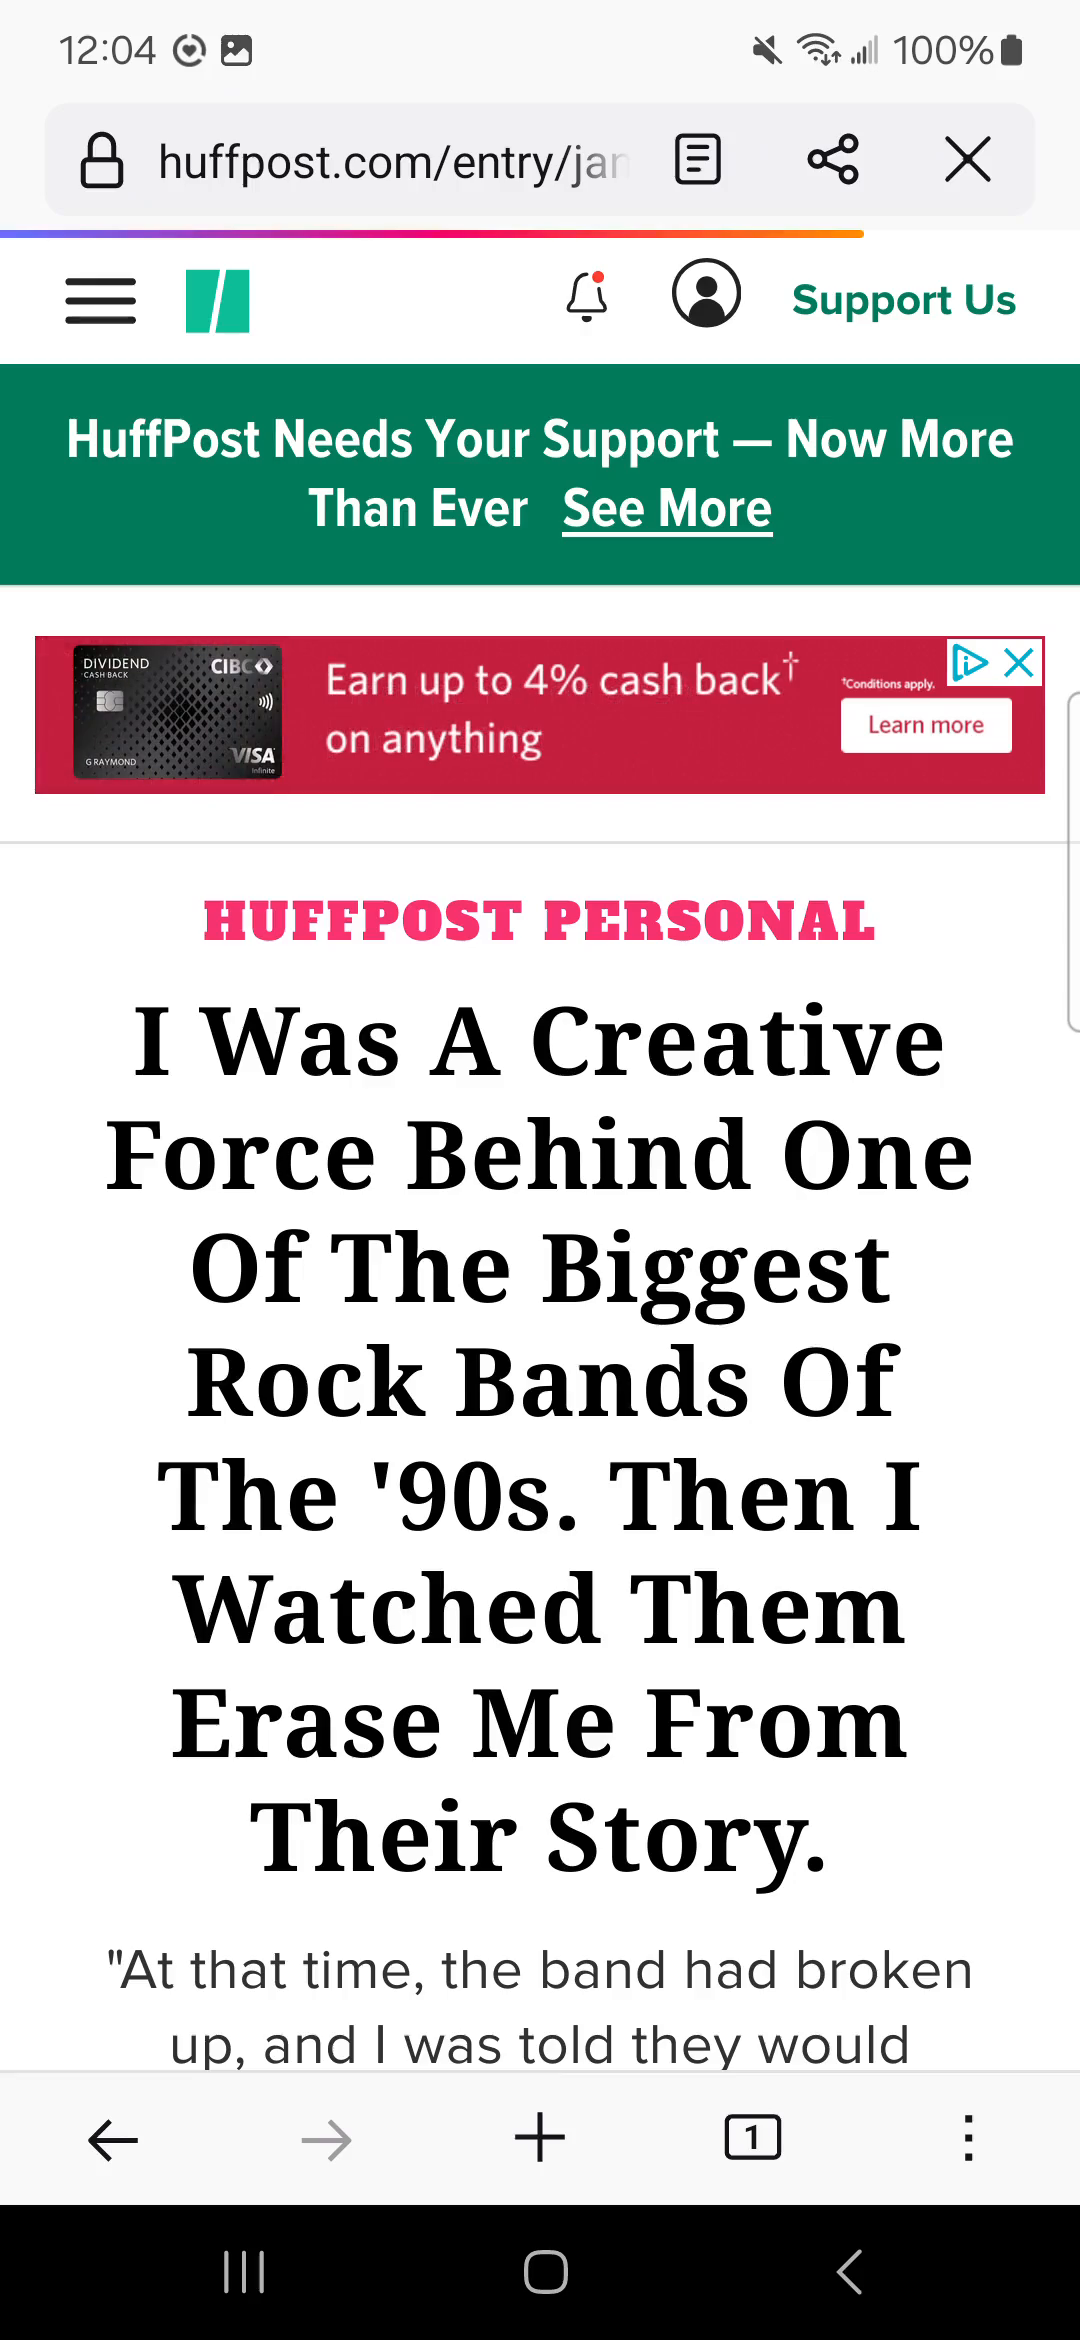 12:04
100%
huffpost.com/entry/jan
Support Us
HuffPost Needs Your Support — Now More
Than Ever See More
DIVIDEND
CASH BACK
CIBC
G RAYMOND
VISA
Infinite
Earn up to 4% cash back†
on anything
†Conditions apply.
Learn more
HUFFPOST PERSONAL
I Was A Creative
Force Behind One
Of The Biggest
Rock Bands Of
The '90s. Then I
Watched Them
Erase Me From
Their Story.
"At that time, the band had broken
up, and I was told they would
1